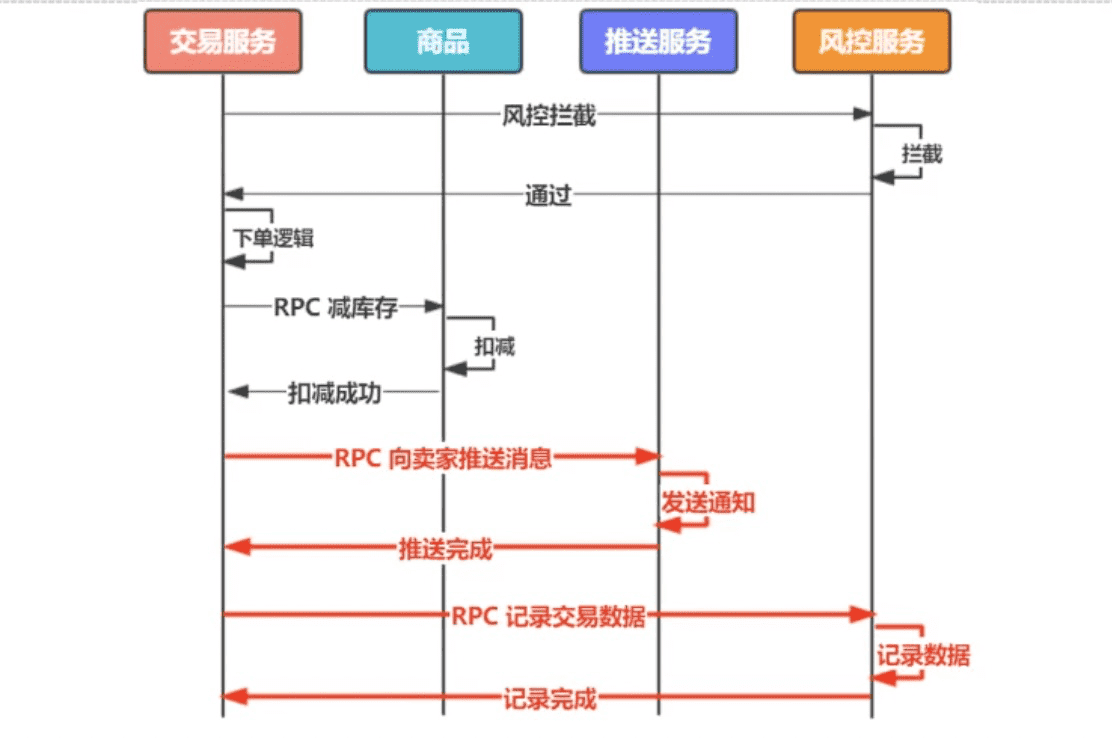 交易服务
商品
推送服务
风控服务
风控拦截
拦截
通过
下单逻辑
RPC 减库存
扣减
扣减成功
RPC 向卖家推送消息
发送通知
推送完成
RPC 记录交易数据
记录数据
记录完成